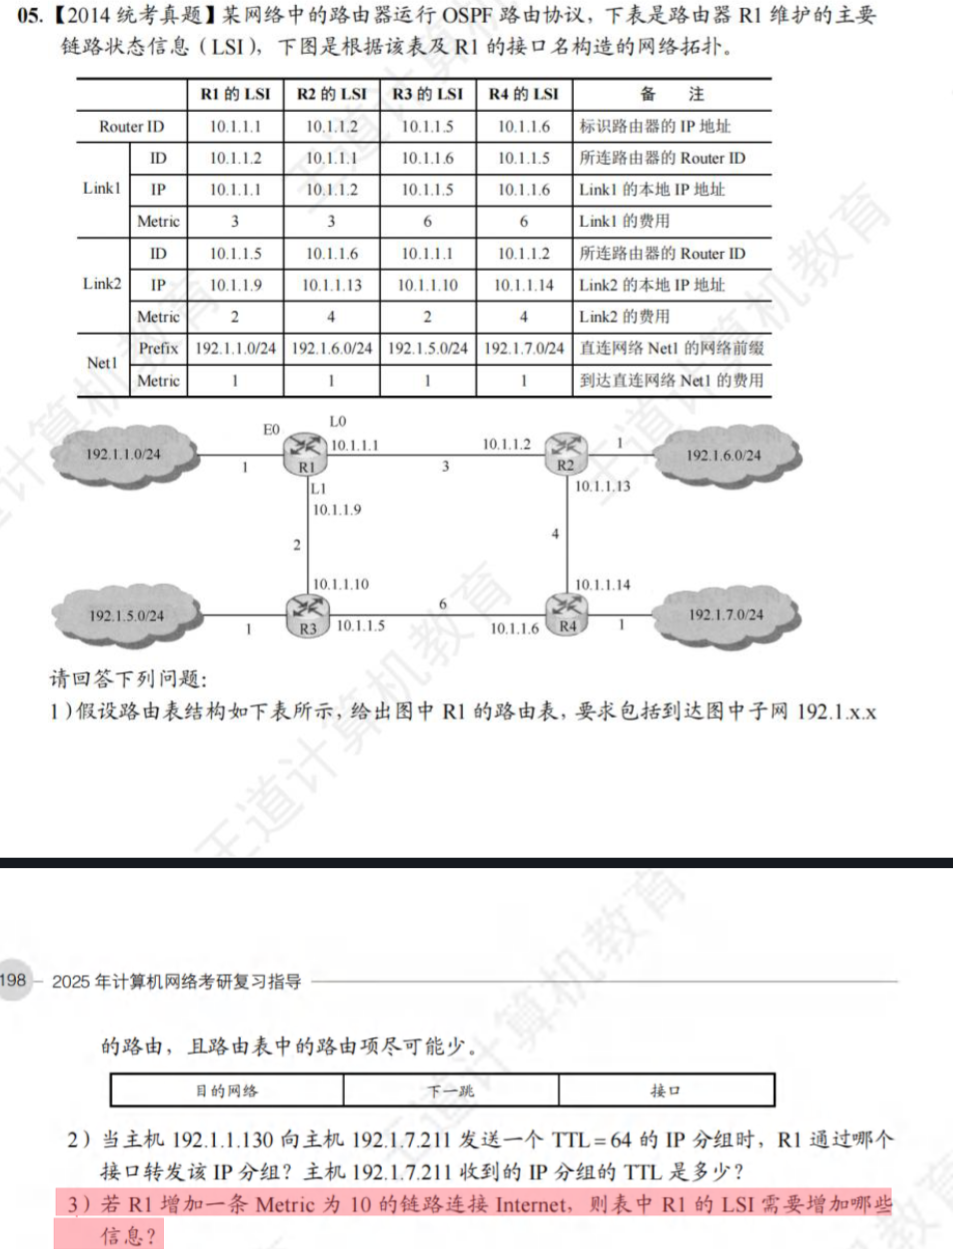 05.【2014 统考真题】某网络中的路由器运行 OSPF 路由协议，下表是路由器 R1 维护的主要
链路状态信息（LSI），下图是根据该表及 R1 的接口名构造的网络拓扑。
R1 的 LSI R2 的 LSI R3 的 LSI R4 的 LSI 备 注
Router ID 10.1.1.1 10.1.1.2 10.1.1.5 10.1.1.6 标识路由器的 IP 地址
ID 10.1.1.2 10.1.1.1 10.1.1.6 10.1.1.5 所连路由器的 Router ID
Link1 IP 10.1.1.1 10.1.1.2 10.1.1.5 10.1.1.6 Link1 的本地 IP 地址
Metric 3 3 6 6 Link1 的费用
ID 10.1.1.5 10.1.1.6 10.1.1.1 10.1.1.2 所连路由器的 Router ID
Link2 IP 10.1.1.9 10.1.1.13 10.1.1.10 10.1.1.14 Link2 的本地 IP 地址
Metric 2 4 2 4 Link2 的费用
Net1 Prefix 192.1.1.0/24 192.1.6.0/24 192.1.5.0/24 192.1.7.0/24 直连网络 Net1 的网络前缀
Metric 1 1 1 1 到达直连网络 Net1 的费用
E0 L0
192.1.1.0/24 1 R1 10.1.1.1 3 10.1.1.2 R2 1 192.1.6.0/24
L1 10.1.1.13
10.1.1.9
2 4
10.1.1.10 10.1.1.14
192.1.5.0/24 1 R3 10.1.1.5 6 10.1.1.6 R4 1 192.1.7.0/24
请回答下列问题：
1）假设路由表结构如下表所示，给出图中 R1 的路由表，要求包括到达图中子网 192.1.x.x
王道计算机教育
198 2025 年计算机网络考研复习指导
的路由，且路由表中的路由项尽可能少。
目的网络 下一跳 接口
2）当主机 192.1.1.130 向主机 192.1.7.211 发送一个 TTL=64 的 IP 分组时，R1 通过哪个
接口转发该 IP 分组？主机 192.1.7.211 收到的 IP 分组的 TTL 是多少？
3）若 R1 增加一条 Metric 为 10 的链路连接 Internet，则表中 R1 的 LSI 需要增加哪些
信息？